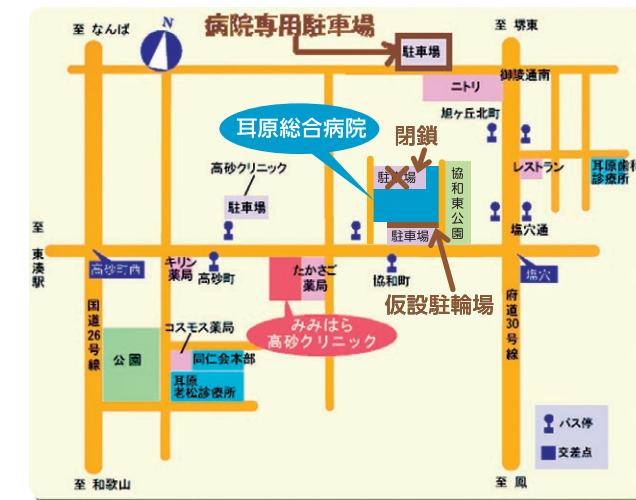 至 なんば
N
病院専用駐車場
至 堺東
駐車場
御陵通南
ニトリ
旭ヶ丘北町
耳原総合病院
閉鎖
高砂クリニック
駐車場
駐車場
協和東公園
レストラン
耳原歯科
診療所
塩穴通
至 東湊駅
高砂町西
キリン
薬局
高砂町
たかさご
薬局
駐車場
協和町
塩穴
仮設駐輪場
国道26号線
府道30号線
みみはら
高砂クリニック
コスモス薬局
公園
同仁会本部
耳原
老松診療所
バス停
交差点
至 和歌山
至 鳳